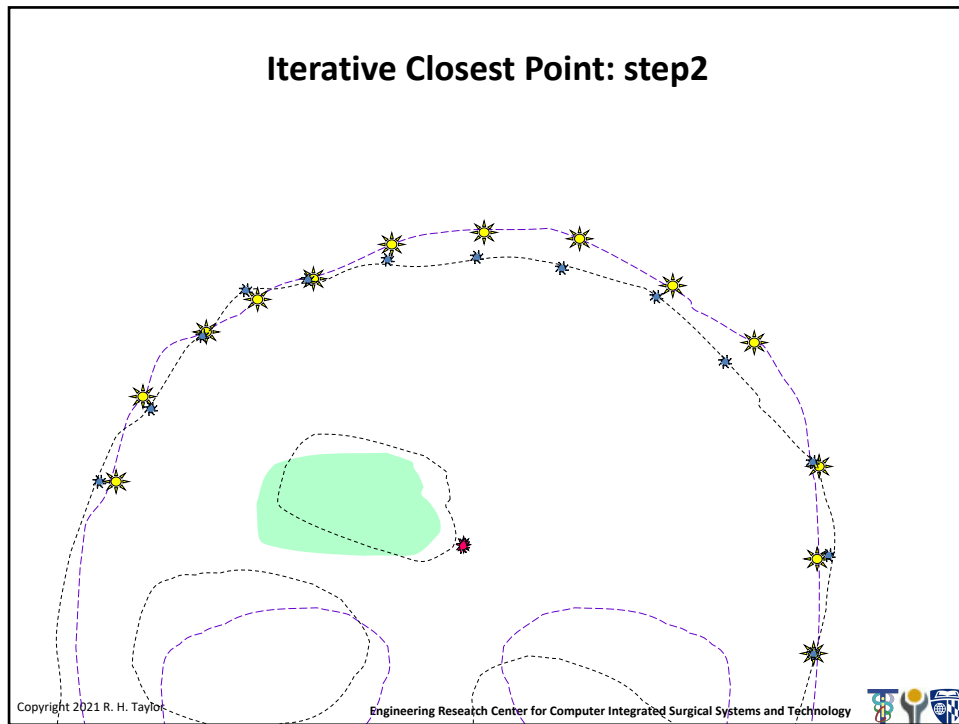 Iterative Closest Point: step2
Copyright 2021 R. H. Taylor
Engineering Research Center for Computer Integrated Surgical Systems and Technology